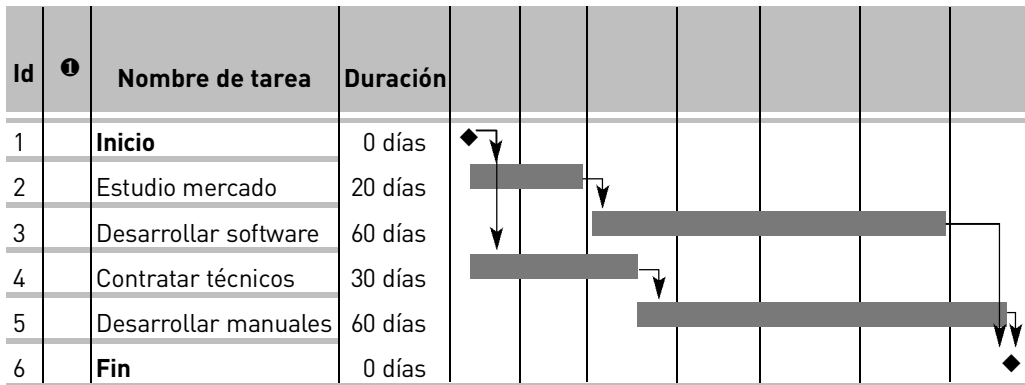 Id ❶ Nombre de tarea Duración
1 Inicio 0 días
2 Estudio mercado 20 días
3 Desarrollar software 60 días
4 Contratar técnicos 30 días
5 Desarrollar manuales 60 días
6 Fin 0 días